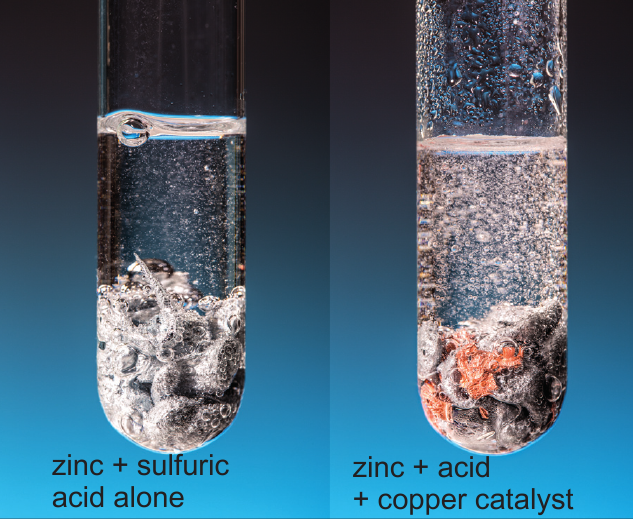 zinc + sulfuric
acid alone
zinc + acid
+ copper catalyst